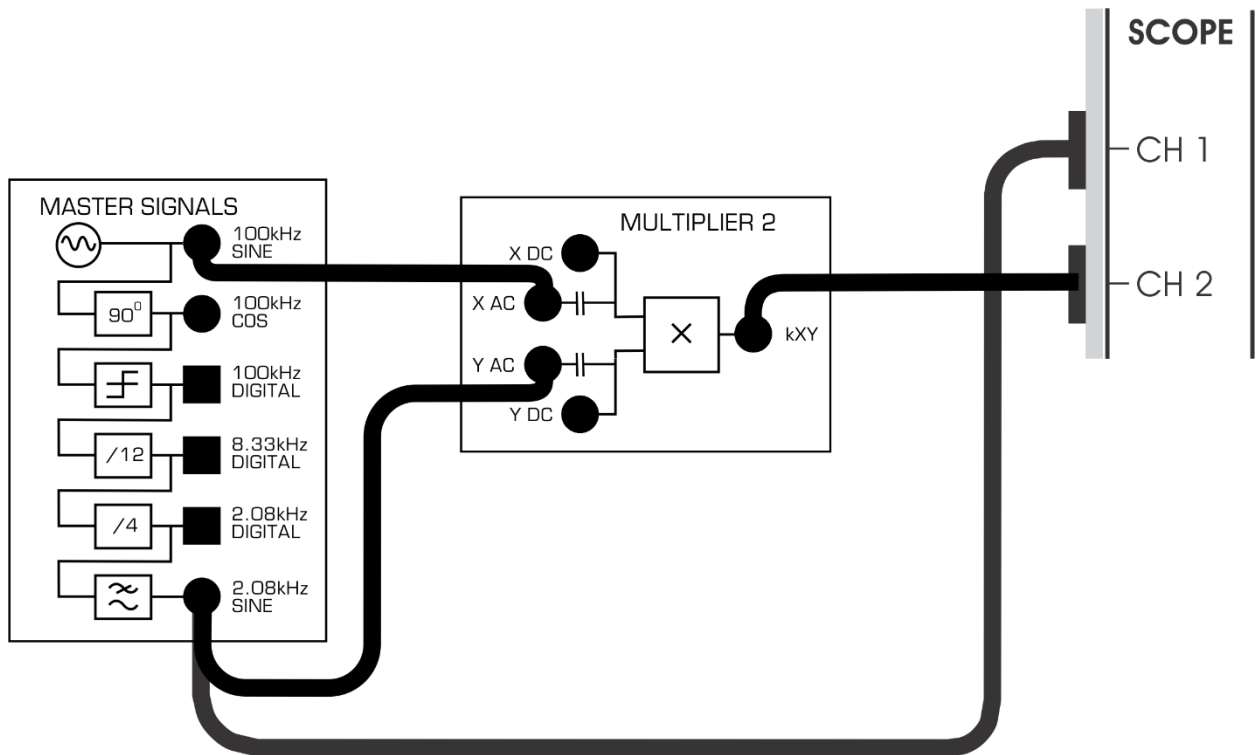 SCOPE
CH 1
CH 2
MASTER SIGNALS
100kHz
SINE
90⁰
100kHz
COS
100kHz
DIGITAL
/12
8.33kHz
DIGITAL
/4
2.08kHz
DIGITAL
2.08kHz
SINE
MULTIPLIER 2
X DC
X AC
Y AC
Y DC
X
kXY